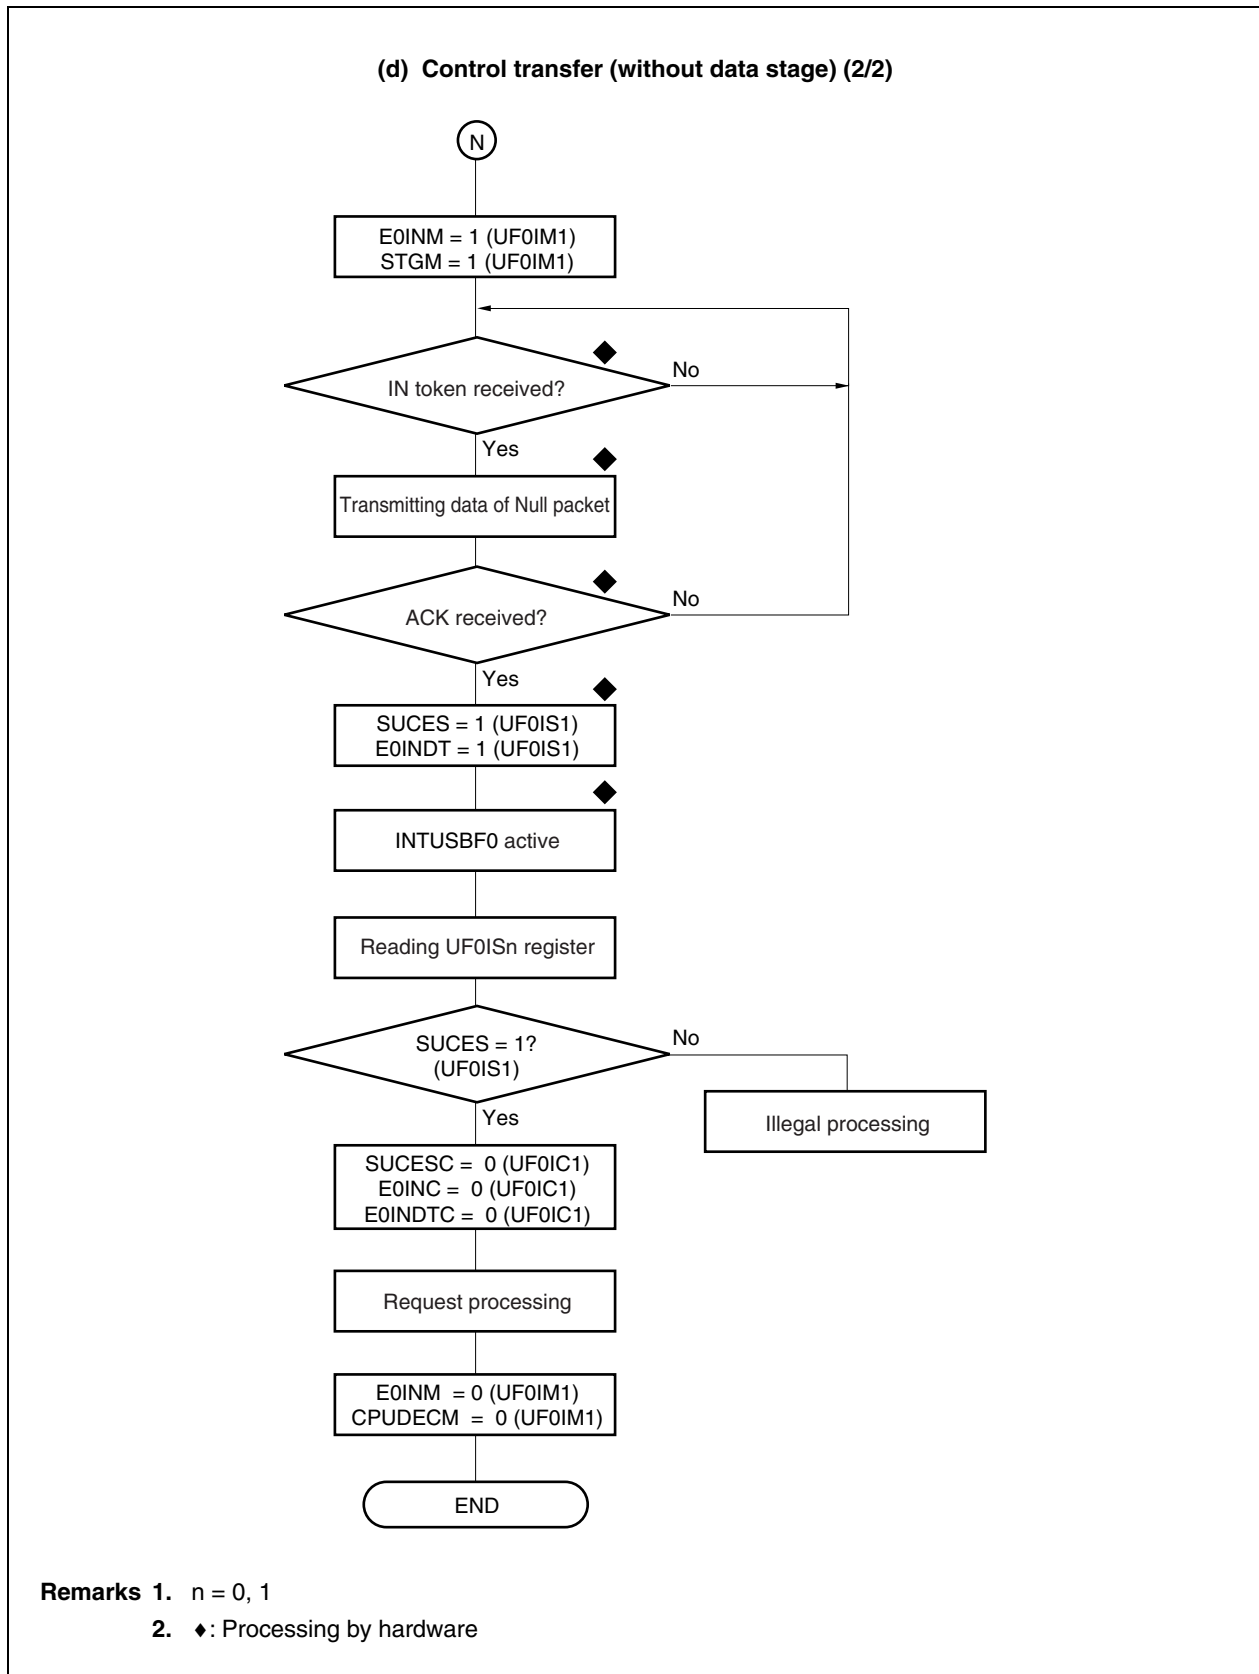 (d) Control transfer (without data stage) (2/2)
N
E0INM = 1 (UF0IM1)
STGM = 1 (UF0IM1)
IN token received?
No
Yes
Transmitting data of Null packet
ACK received?
No
Yes
SUCES = 1 (UF0IS1)
E0INDT = 1 (UF0IS1)
INTUSBF0 active
Reading UF0ISn register
SUCES = 1?
(UF0IS1)
No
Yes
Illegal processing
SUCESC = 0 (UF0IC1)
E0INC = 0 (UF0IC1)
E0INDTC = 0 (UF0IC1)
Request processing
E0INM = 0 (UF0IM1)
CPUDECM = 0 (UF0IM1)
END
Remarks 1. n = 0, 1
2. ♦: Processing by hardware